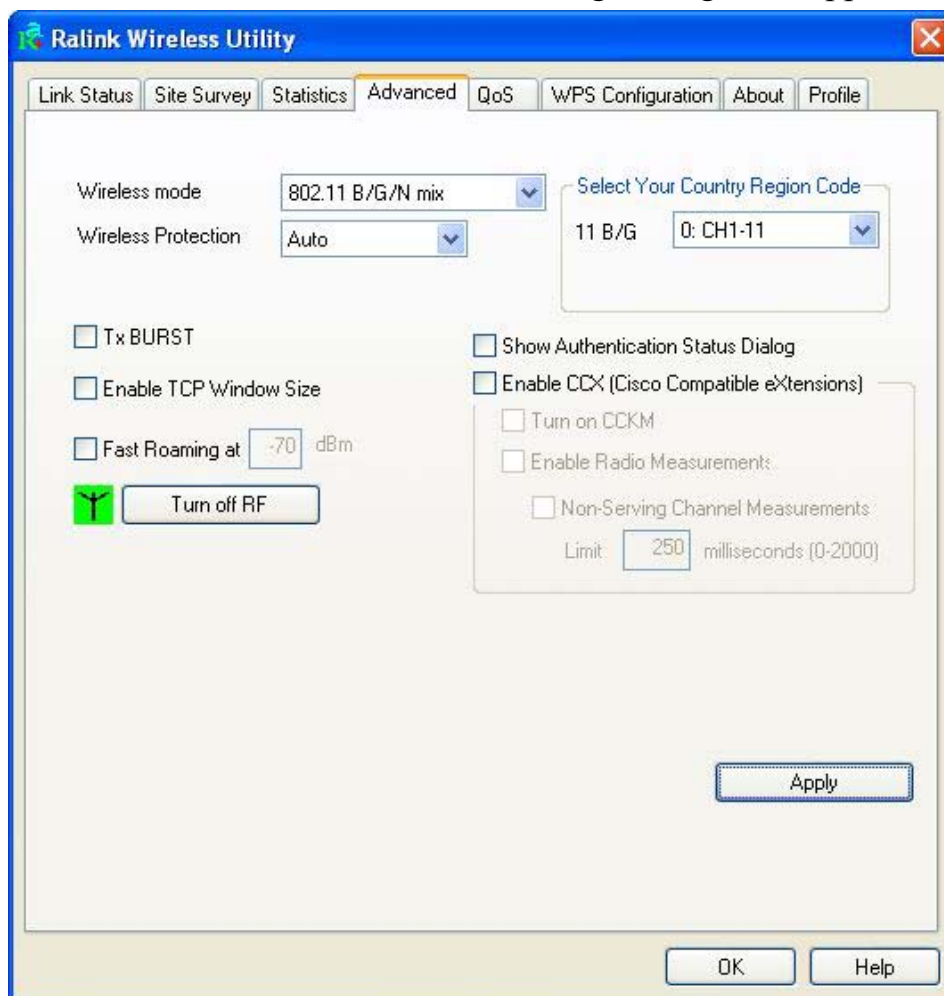 Ralink Wireless Utility
Link Status Site Survey Statistics Advanced QoS WPS Configuration About Profile
Wireless mode 802.11 B/G/N mix
Wireless Protection Auto
Select Your Country Region Code
11 B/G 0: CH1-11
Tx BURST
Enable TCP Window Size
Fast Roaming at -70 dBm
Turn off RF
Show Authentication Status Dialog
Enable CCX (Cisco Compatible eXtensions)
Turn on CCKM
Enable Radio Measurements
Non-Serving Channel Measurements
Limit 250 milliseconds (0-2000)
Apply
OK Help